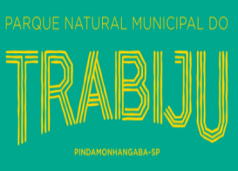 PARQUE NATURAL MUNICIPAL DO
TRABIJU
PINDAMONHANGABA-SP